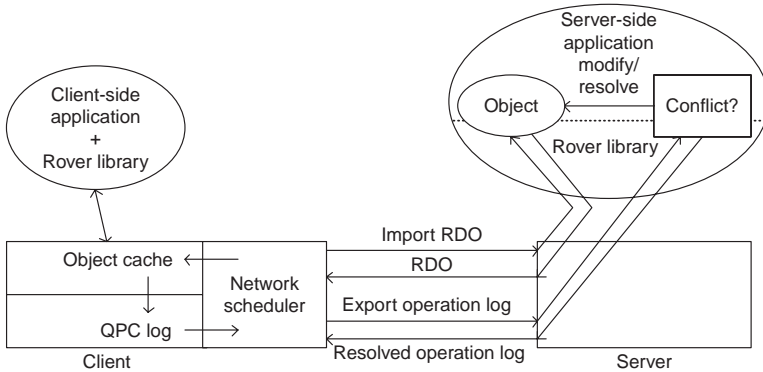 Server-side
application
modify/
resolve
Client-side
application
+
Rover library
Object
Conflict?
Rover library
Import RDO
Object cache
RDO
Network
scheduler
Export operation log
QPC log
Resolved operation log
Client
Server